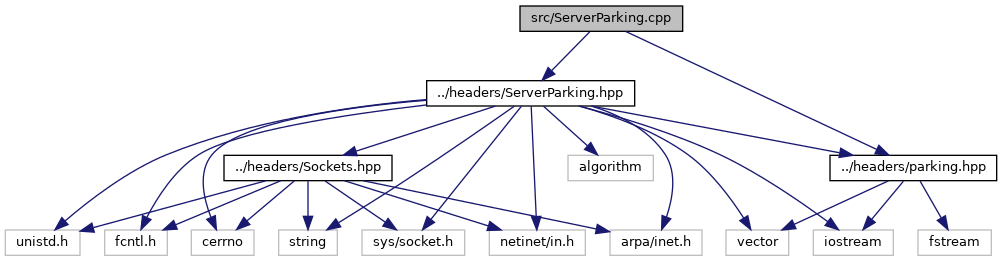 src/ServerParking.cpp
../headers/ServerParking.hpp
../headers/Sockets.hpp
algorithm
../headers/parking.hpp
unistd.h
fcntl.h
cerrno
string
sys/socket.h
netinet/in.h
arpa/inet.h
vector
iostream
fstream